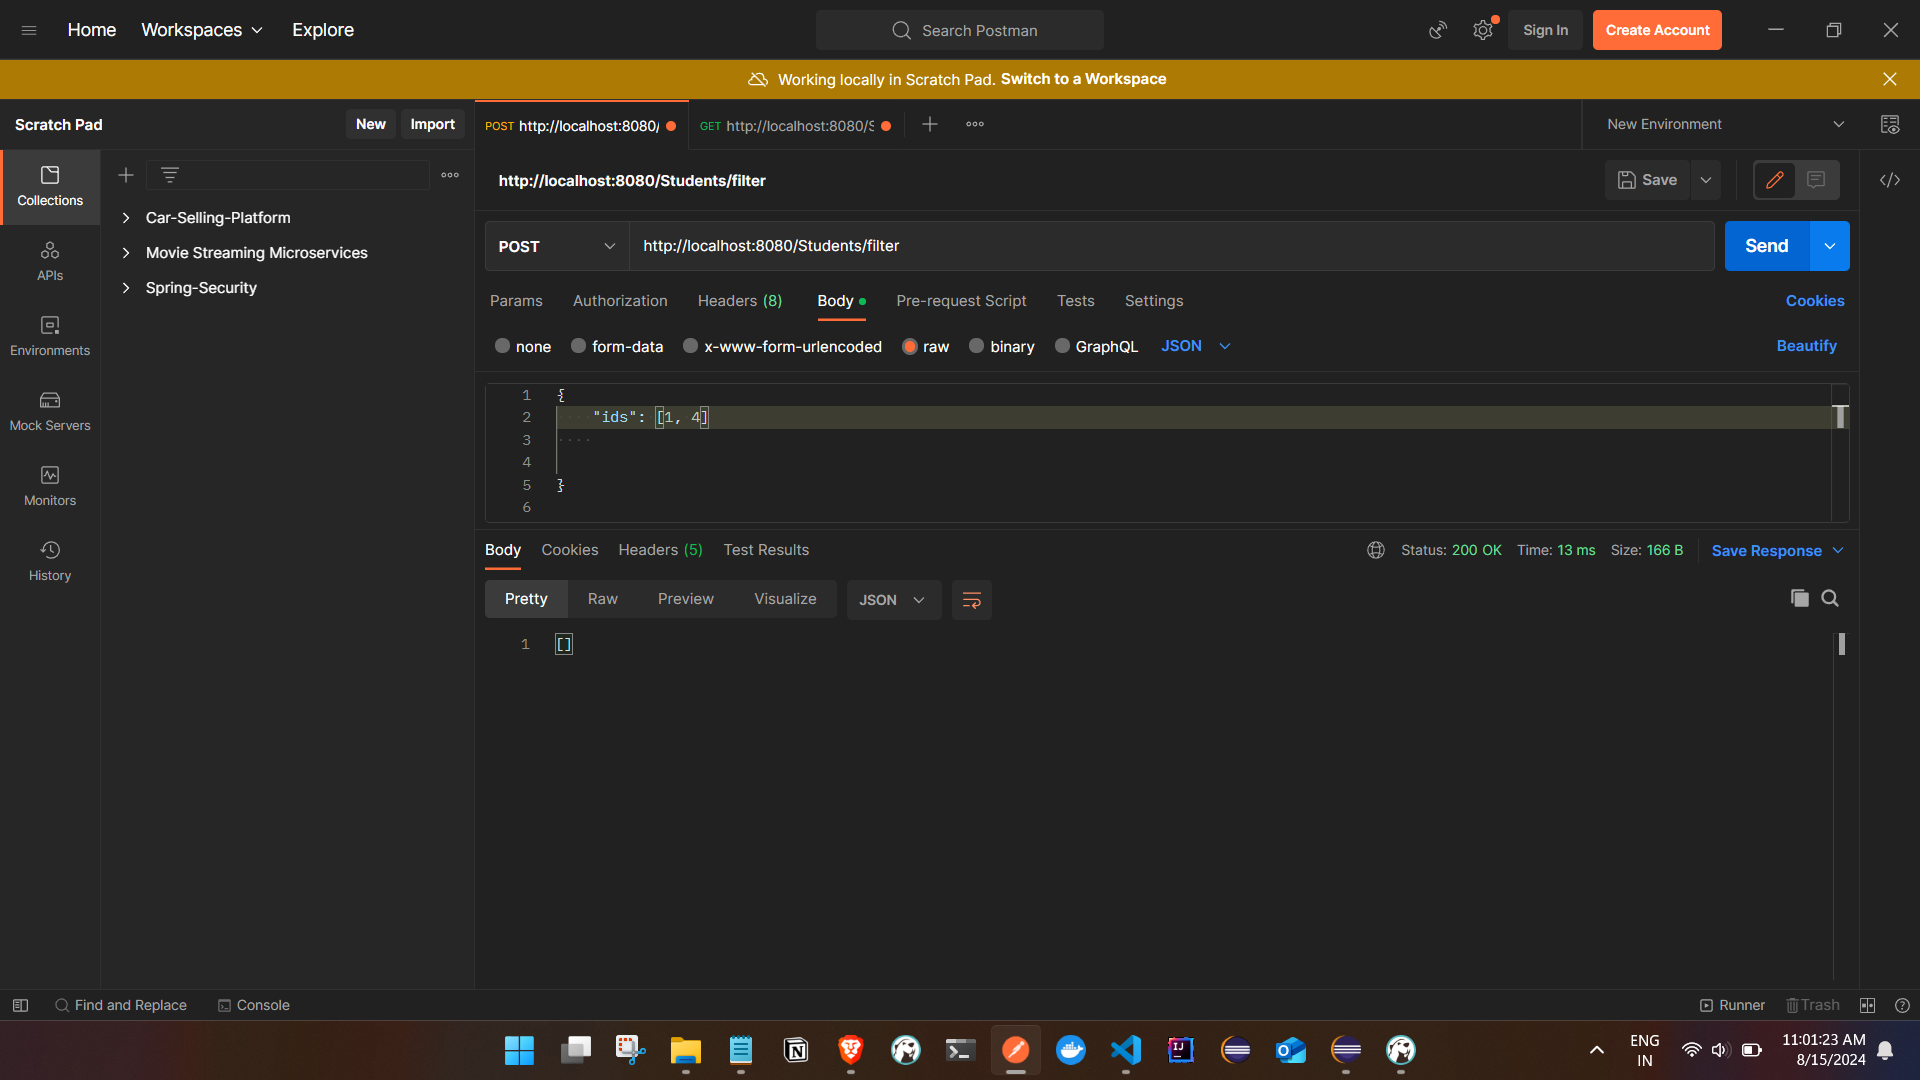 Home
Workspaces
Explore
Search Postman
Sign In
Create Account
Working locally in Scratch Pad. Switch to a Workspace
Scratch Pad
New
Import
POST http://localhost:8080/
GET http://localhost:8080/S
New Environment
Collections
APIs
Environments
Mock Servers
Monitors
History
Car-Selling-Platform
Movie Streaming Microservices
Spring-Security
http://localhost:8080/Students/filter
Save
POST
http://localhost:8080/Students/filter
Send
Params
Authorization
Headers (8)
Body
Pre-request Script
Tests
Settings
Cookies
none
form-data
x-www-form-urlencoded
raw
binary
GraphQL
JSON
Beautify
1 {
2 "ids": [1, 4]
3
4
5 }
6
Body
Cookies
Headers (5)
Test Results
Status: 200 OK
Time: 13 ms
Size: 166 B
Save Response
Pretty
Raw
Preview
Visualize
JSON
1 []
Find and Replace
Console
Runner
Trash
ENG
IN
11:01:23 AM
8/15/2024